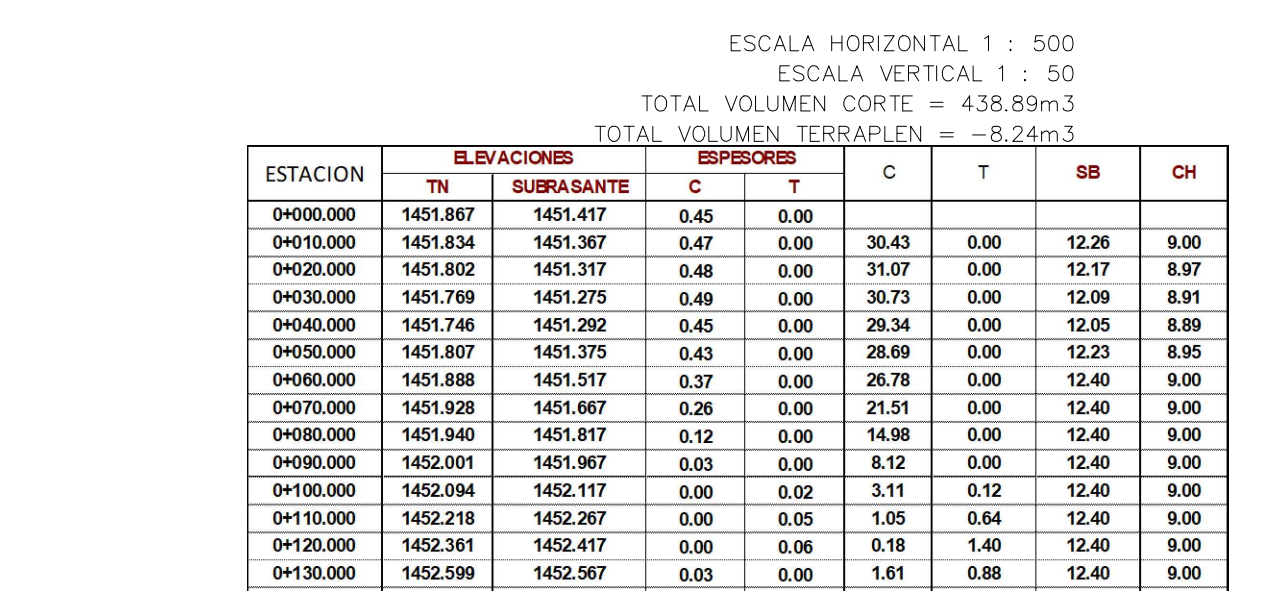 ESCALA HORIZONTAL 1 : 500
ESCALA VERTICAL 1 : 50
TOTAL VOLUMEN CORTE = 438.89m3
TOTAL VOLUMEN TERRAPLEN = -8.24m3
ESTACION ELEVACIONES ESPESORES C T SB CH
TN SUBRASANTE C T
0+000.000 1451.867 1451.417 0.45 0.00
0+010.000 1451.834 1451.367 0.47 0.00 30.43 0.00 12.26 9.00
0+020.000 1451.802 1451.317 0.48 0.00 31.07 0.00 12.17 8.97
0+030.000 1451.769 1451.275 0.49 0.00 30.73 0.00 12.09 8.91
0+040.000 1451.746 1451.292 0.45 0.00 29.34 0.00 12.05 8.89
0+050.000 1451.807 1451.375 0.43 0.00 28.69 0.00 12.23 8.95
0+060.000 1451.888 1451.517 0.37 0.00 26.78 0.00 12.40 9.00
0+070.000 1451.928 1451.667 0.26 0.00 21.51 0.00 12.40 9.00
0+080.000 1451.940 1451.817 0.12 0.00 14.98 0.00 12.40 9.00
0+090.000 1452.001 1451.967 0.03 0.00 8.12 0.00 12.40 9.00
0+100.000 1452.094 1452.117 0.00 0.02 3.11 0.12 12.40 9.00
0+110.000 1452.218 1452.267 0.00 0.05 1.05 0.64 12.40 9.00
0+120.000 1452.361 1452.417 0.00 0.06 0.18 1.40 12.40 9.00
0+130.000 1452.599 1452.567 0.03 0.00 1.61 0.88 12.40 9.00